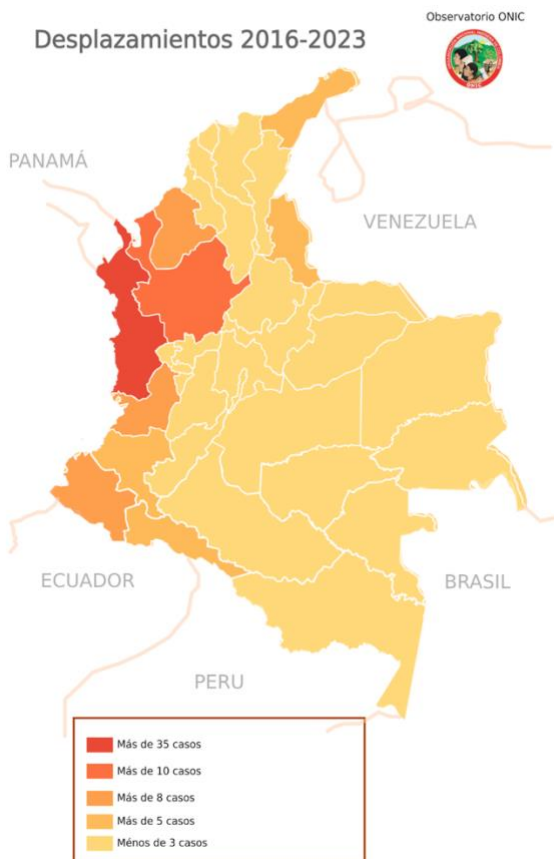 Observatorio ONIC
Desplazamientos 2016-2023
PANAMÁ
VENEZUELA
ECUADOR
BRASIL
PERU
Más de 35 casos
Más de 10 casos
Más de 8 casos
Más de 5 casos
Ménos de 3 casos